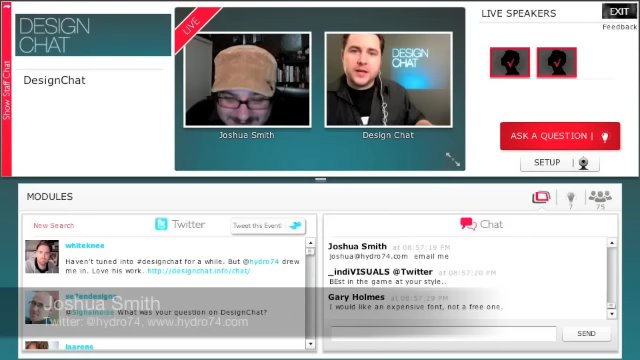 EXIT
Feedback
Show Staff Chat
DESIGN
CHAT
DesignChat
LIVE
DESIGN
CHAT
Joshua Smith
Design Chat
LIVE SPEAKERS
ASK A QUESTION |
SETUP |
MODULES
7
75
New Search
Twitter
Tweet this Event!
whiteknee
Haven't tuned into #designchat for a while. But @hydro74 drew
me in. Love his work. http://designchat.info/chat/
@Signalnoise What was your question on DesignChat?
Joshua Smith
Twitter: @hydro74, www.hydro74.com
Chat
Joshua Smith at 08:57:19 PM
joshua@hydro74.com email me
_indiVISUALS @Twitter at 08:57:20 PM
BEst in the game at your style..
Gary Holmes at 08:57:29 PM
I would like an expensive font, not a free one.
SEND